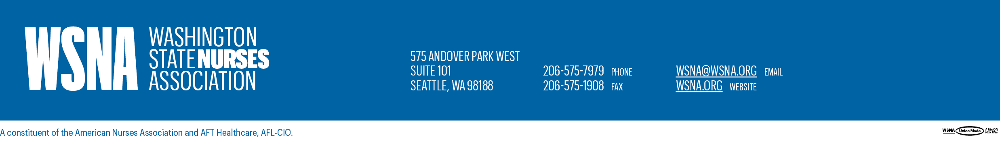 WSNA
WASHINGTON
STATE NURSES
ASSOCIATION
575 ANDOVER PARK WEST
SUITE 101
SEATTLE, WA 98188
206-575-7979 PHONE
206-575-1908 FAX
WSNA@WSNA.ORG EMAIL
WSNA.ORG WEBSITE
A constituent of the American Nurses Association and AFT Healthcare, AFL-CIO.
WSNA Union Made
A UNION
FOR RNs